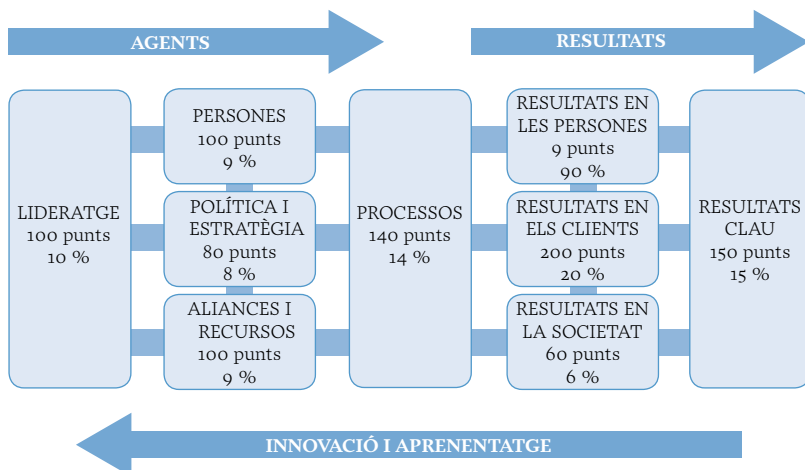 AGENTS
RESULTATS
LIDERATGE
100 punts
10 %
PERSONES
100 punts
9 %
POLÍTICA I
ESTRATÈGIA
80 punts
8 %
ALIANCES I
RECURSOS
100 punts
9 %
PROCESSOS
140 punts
14 %
RESULTATS EN
LES PERSONES
9 punts
90 %
RESULTATS EN
ELS CLIENTS
200 punts
20 %
RESULTATS EN
LA SOCIETAT
60 punts
6 %
RESULTATS
CLAU
150 punts
15 %
INNOVACIÓ I APRENENTATGE